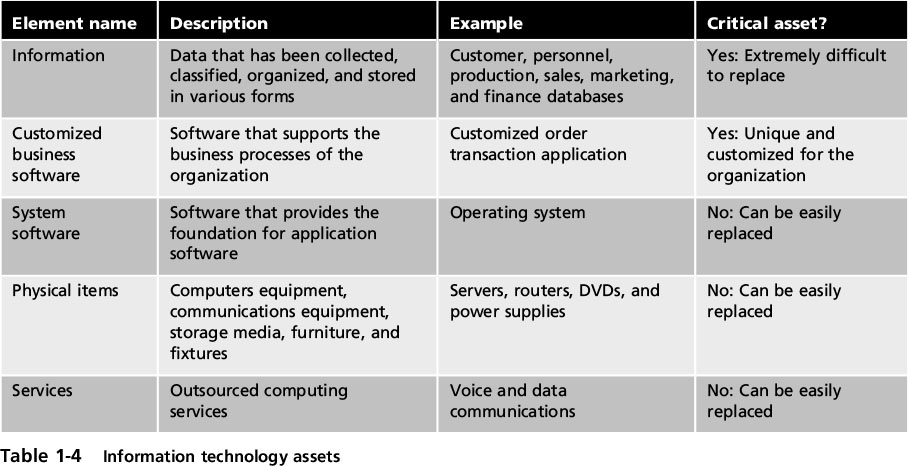 Element name Description Example Critical asset?
Information Data that has been collected, Customer, personnel, Yes: Extremely difficult
classified, organized, and stored production, sales, marketing, to replace
in various forms and finance databases
Customized Software that supports the Customized order Yes: Unique and
business business processes of the transaction application customized for the
software organization organization
System Software that provides the Operating system No: Can be easily
software foundation for application replaced
software
Physical items Computers equipment, Servers, routers, DVDs, and No: Can be easily
communications equipment, power supplies replaced
storage media, furniture, and
fixtures
Services Outsourced computing Voice and data No: Can be easily
services communications replaced
Table 1-4 Information technology assets